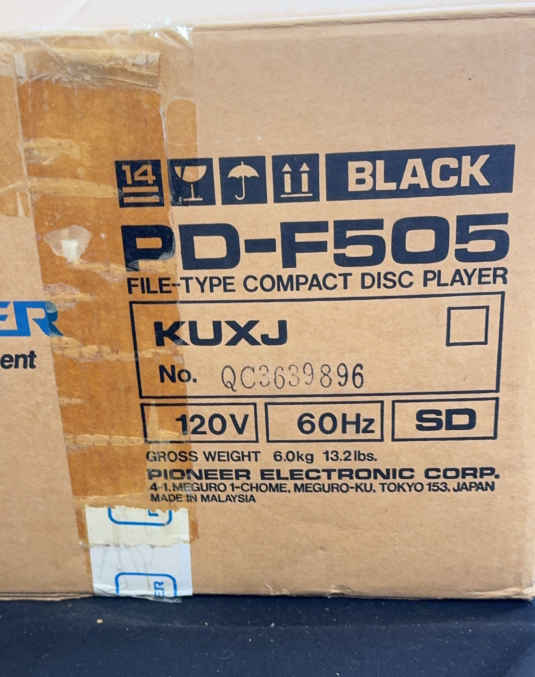 14 BLACK
PD-F505
FILE-TYPE COMPACT DISC PLAYER
ER
ent
KUXJ
No. QC3639896
120V 60Hz SD
GROSS WEIGHT 6.0kg 13.2lbs.
PIONEER ELECTRONIC CORP.
4-1, MEGURO 1-CHOME, MEGURO-KU, TOKYO 153, JAPAN
MADE IN MALAYSIA